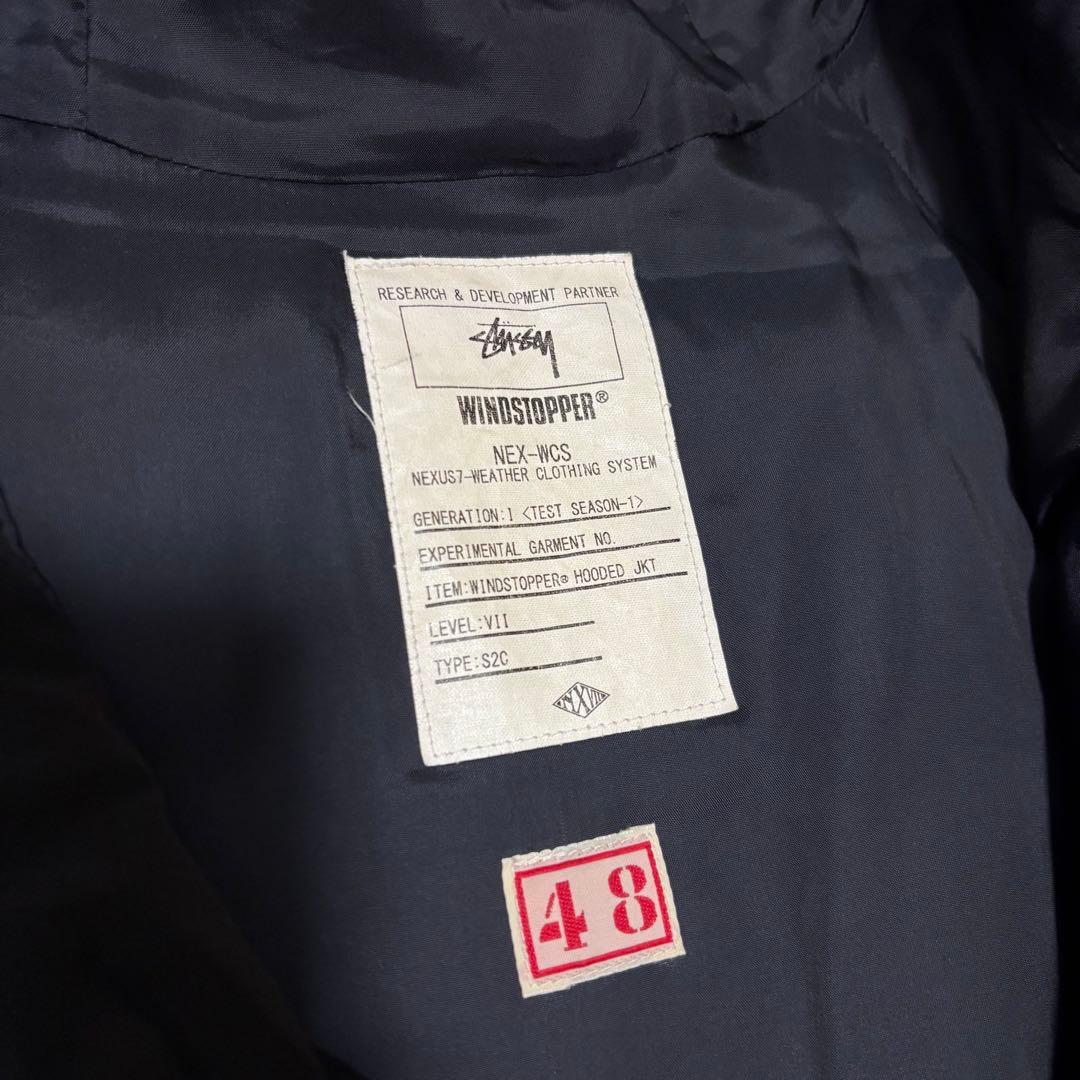 RESEARCH & DEVELOPMENT PARTNER
STÜSSY
WINDSTOPPER®
NEX-WCS
NEXUS7-WEATHER CLOTHING SYSTEM
GENERATION:I <TEST SEASON-1>
EXPERIMENTAL GARMENT NO.
ITEM:WINDSTOPPER® HOODED JKT
LEVEL:VII
TYPE:S2C
NXVII
48